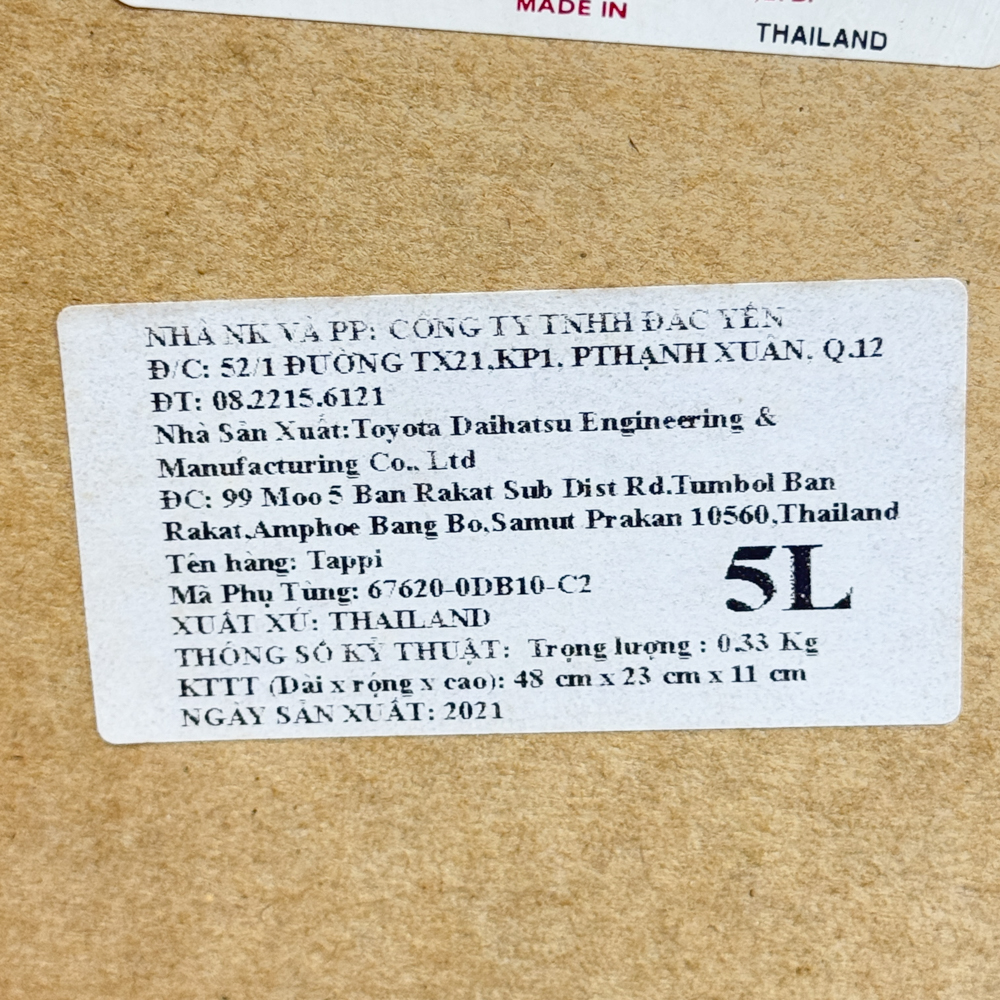 MADE IN
THAILAND
NHÀ NK VÀ PP: CÔNG TY TNHH ĐẮC YẾN
Đ/C: 52/1 ĐƯỜNG TX21,KP1, PTHẠNH XUÂN, Q.12
ĐT: 08.2215.6121
Nhà Sản Xuất:Toyota Daihatsu Engineering &
Manufacturing Co., Ltd
ĐC: 99 Moo 5 Ban Rakat Sub Dist Rd.Tumbol Ban
Rakat,Amphoe Bang Bo,Samut Prakan 10560,Thailand
Tên hàng: Tappi
Mã Phụ Tùng: 67620-0DB10-C2
5L
XUẤT XỨ: THAILAND
THÔNG SỐ KỸ THUẬT: Trọng lượng : 0.33 Kg
KTTT (Dài x rộng x cao): 48 cm x 23 cm x 11 cm
NGÀY SẢN XUẤT: 2021